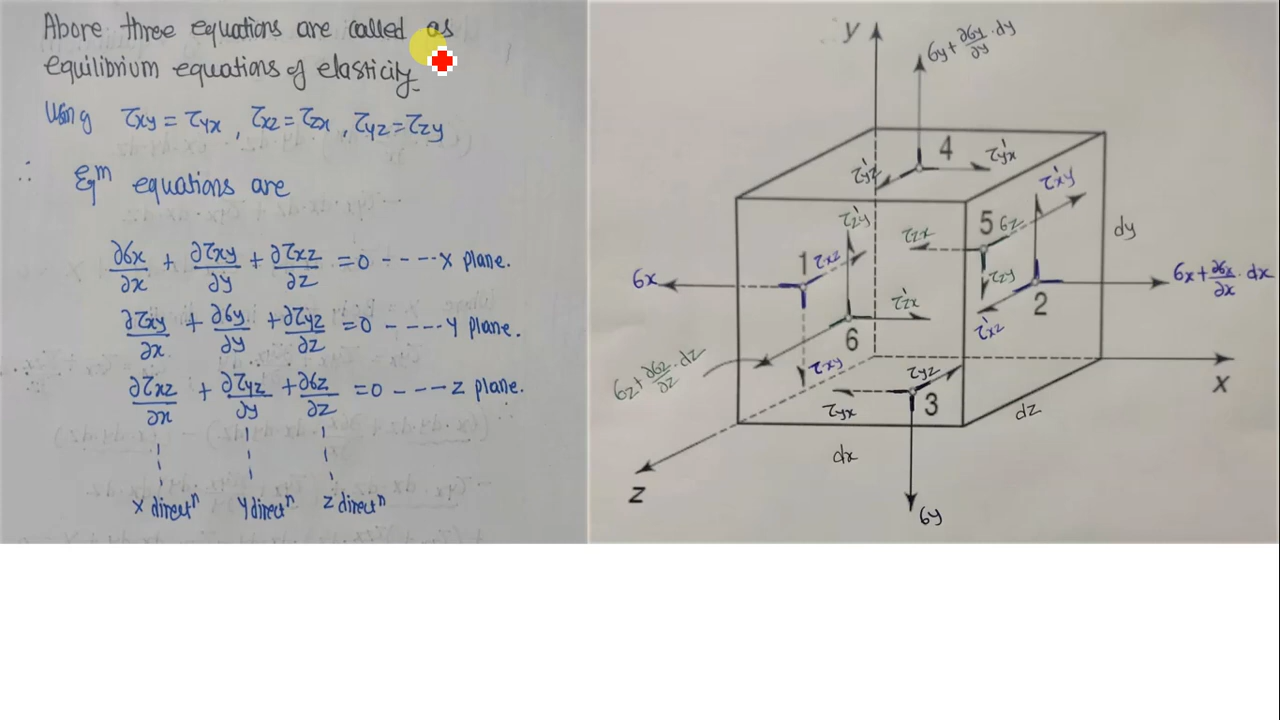 Above three equations are called as
equilibrium equations of elasticity.
Using τxy = τyx , τxz = τzx , τyz = τzy
∴ Eqᵐ equations are
∂σx/∂x + ∂τxy/∂y + ∂τxz/∂z = 0 ---- X plane.
∂τxy/∂x + ∂σy/∂y + ∂τyz/∂z = 0 ----- Y plane.
∂τxz/∂x + ∂τyz/∂y + ∂σz/∂z = 0 ---- Z plane.
X directⁿ Y directⁿ Z directⁿ
y
σy + ∂σy/∂y · dy
4
τ'yx
τ'yz
τ'xy
τ'zy
5
σz
dy
τzx
1
τxz
σx
τzy
σx + ∂σx/∂x · dx
τ'zx
2
τ'xz
6
σz + ∂σz/∂z · dz
τxy
τyz
x
τyx
3
dz
dx
z
σy